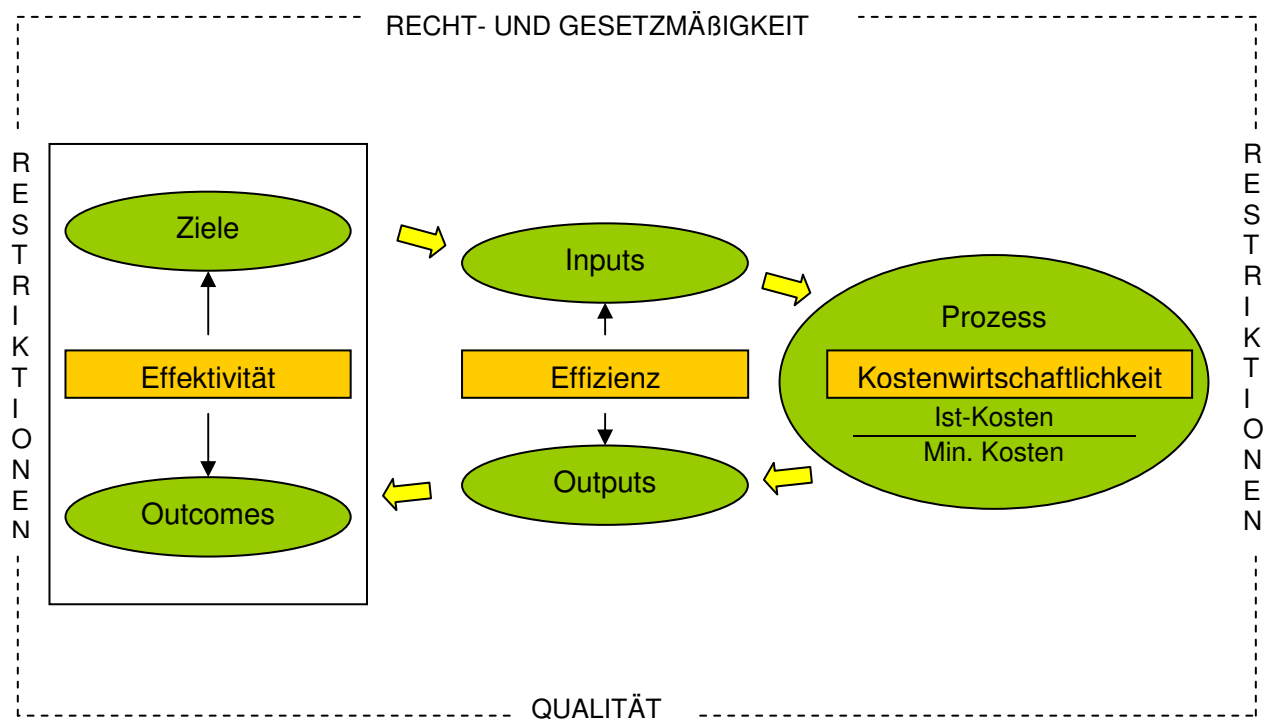 RECHT- UND GESETZMÄßIGKEIT
RESTRIKTIONEN
Ziele
Effektivität
Outcomes
Inputs
Effizienz
Outputs
Prozess
Kostenwirtschaftlichkeit
Ist-Kosten
Min. Kosten
RESTRIKTIONEN
QUALITÄT